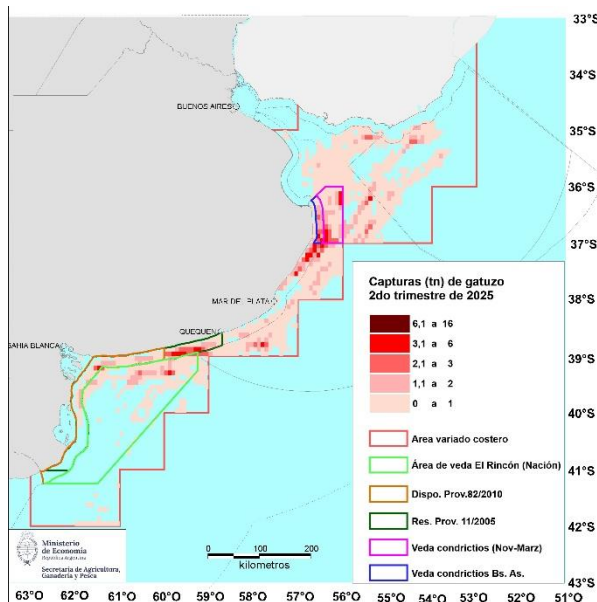 33°S
34°S
BUENOS AIRES
35°S
36°S
37°S
MAR DEL PLATA
38°S
QUEQUEN
BAHIA BLANCA
39°S
40°S
41°S
42°S
43°S
Capturas (tn) de gatuzo
2do trimestre de 2025
6,1 a 16
3,1 a 6
2,1 a 3
1,1 a 2
0 a 1
Area variado costero
Área de veda El Rincón (Nación)
Dispo. Prov.82/2010
Res. Prov. 11/2005
Veda condrictios (Nov-Marz)
Veda condrictios Bs. As.
Ministerio
de Economía
República Argentina
Secretaría de Agricultura,
Ganadería y Pesca
0 100 200
kilometros
63°O 62°O 61°O 60°O 59°O 58°O 57°O 56°O 55°O 54°O 53°O 52°O 51°O